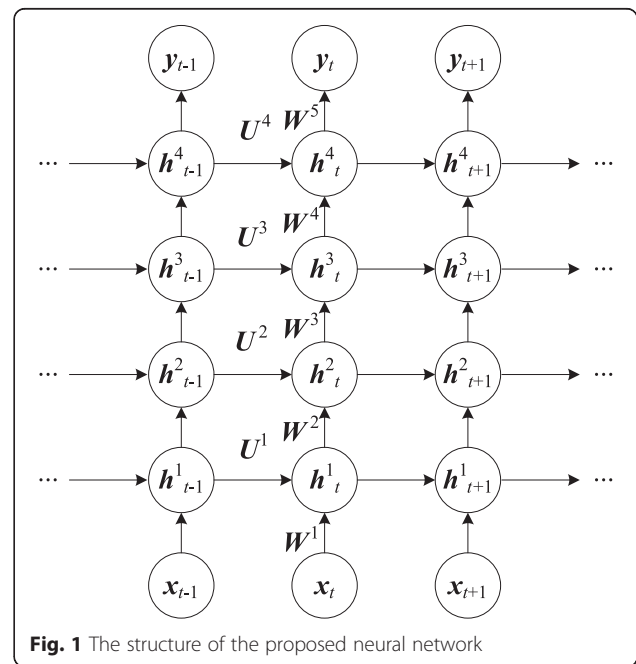 y_{t-1} y_t y_{t+1}
U^4 W^5
... h^4_{t-1} h^4_t h^4_{t+1} ...
U^3 W^4
... h^3_{t-1} h^3_t h^3_{t+1} ...
U^2 W^3
... h^2_{t-1} h^2_t h^2_{t+1} ...
U^1 W^2
... h^1_{t-1} h^1_t h^1_{t+1} ...
W^1
x_{t-1} x_t x_{t+1}
Fig. 1 The structure of the proposed neural network